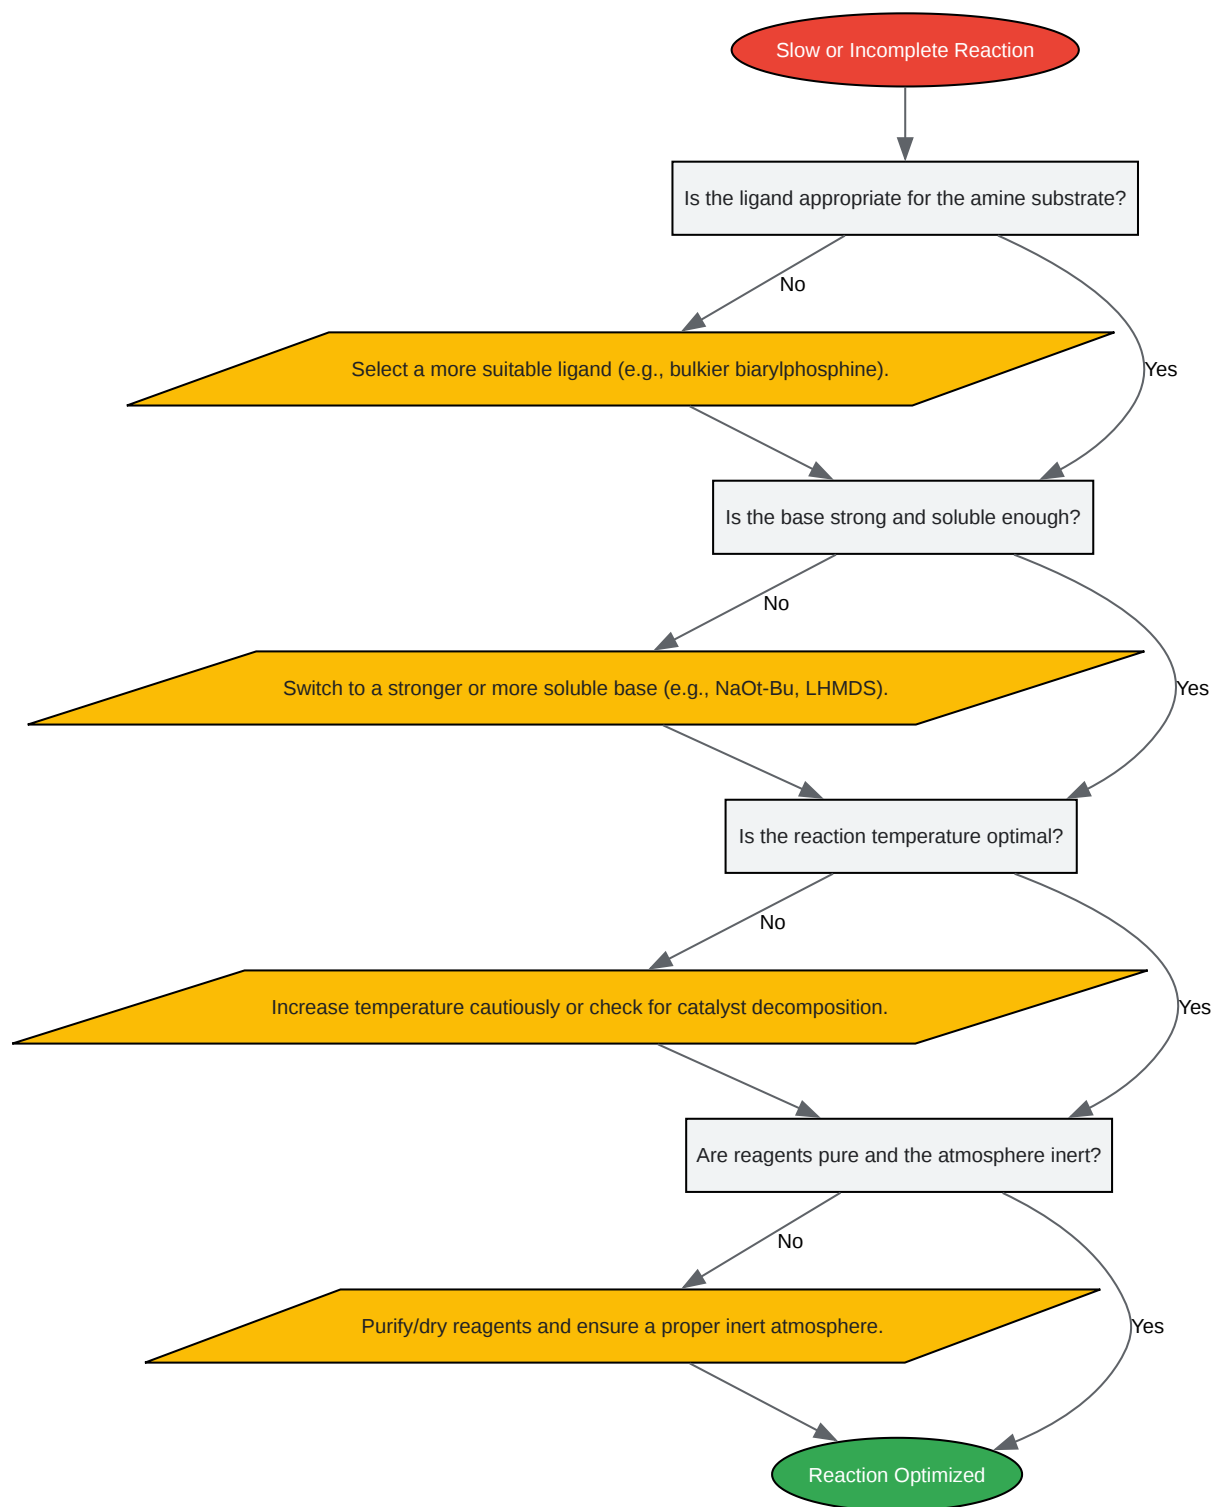 Slow or Incomplete Reaction
Is the ligand appropriate for the amine substrate?
No
Select a more suitable ligand (e.g., bulkier biarylphosphine).
Yes
Is the base strong and soluble enough?
No
Switch to a stronger or more soluble base (e.g., NaOt-Bu, LHMDS).
Yes
Is the reaction temperature optimal?
No
Increase temperature cautiously or check for catalyst decomposition.
Yes
Are reagents pure and the atmosphere inert?
No
Purify/dry reagents and ensure a proper inert atmosphere.
Yes
Reaction Optimized